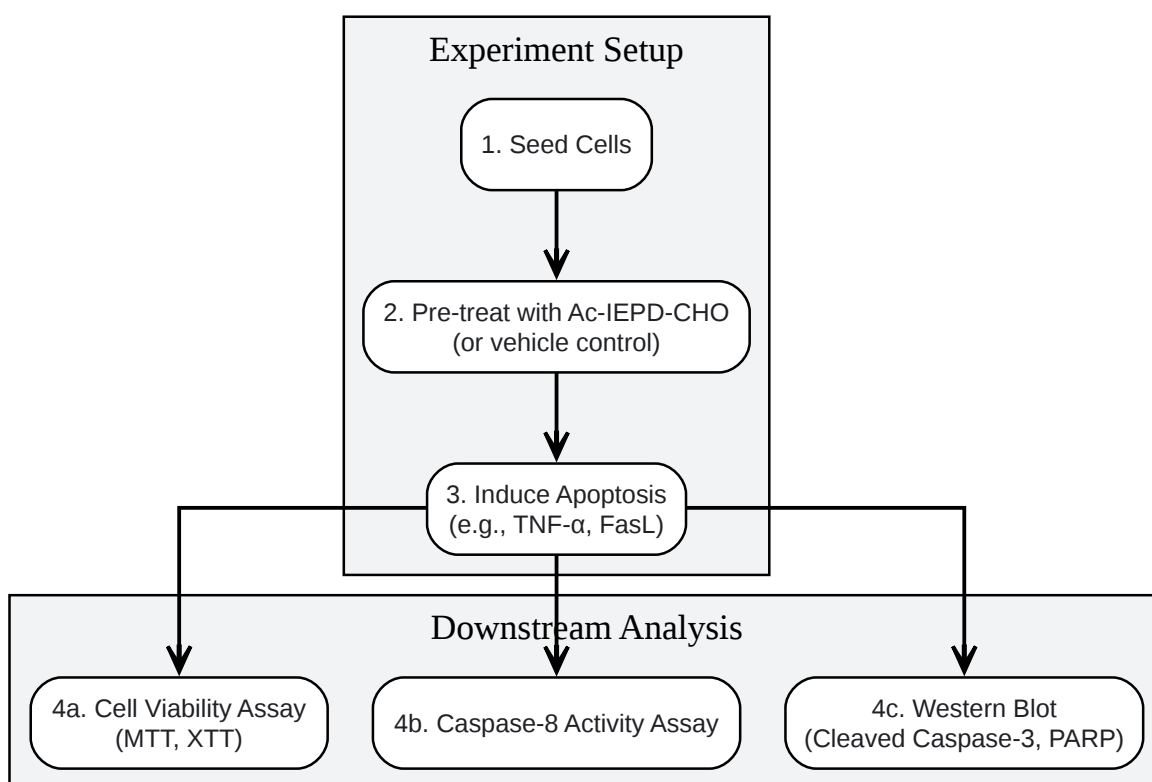 Experiment Setup
1. Seed Cells
2. Pre-treat with Ac-IEPD-CHO
(or vehicle control)
3. Induce Apoptosis
(e.g., TNF-α, FasL)
Downstream Analysis
4a. Cell Viability Assay
(MTT, XTT)
4b. Caspase-8 Activity Assay
4c. Western Blot
(Cleaved Caspase-3, PARP)